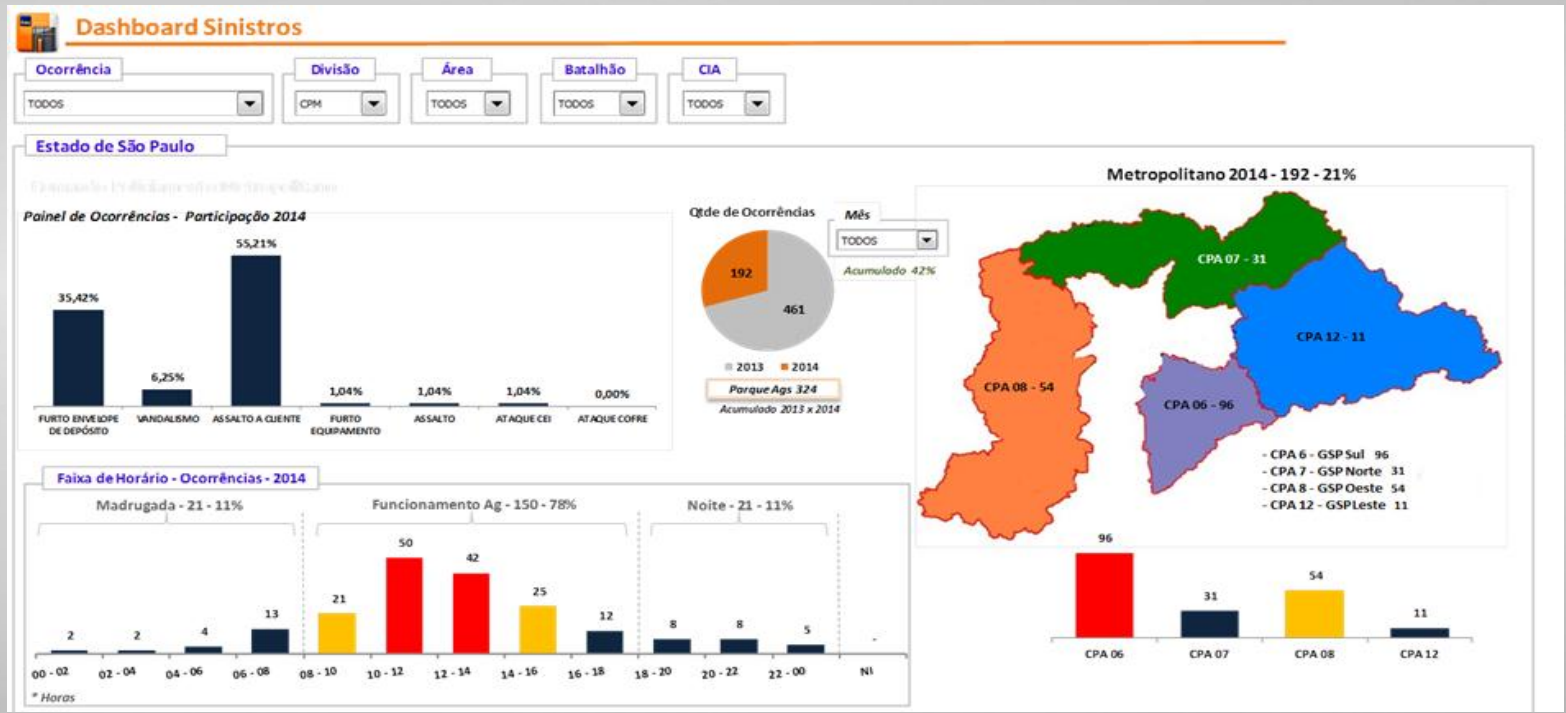 Dashboard Sinistros
Ocorrência
Divisão
Área
Batalhão
CIA
TODOS
CPM
TODOS
TODOS
TODOS
Estado de São Paulo
Painel de Ocorrências - Participação 2014
35,42%
6,25%
55,21%
1,04%
1,04%
1,04%
0,00%
FURTO ENVELOPE
DE DEPÓSITO
VANDALISMO
ASSALTO A CLIENTE
FURTO
EQUIPAMENTO
ASSALTO
ATAQUE CEI
ATAQUE COFRE
Qtde de Ocorrências
Mês
TODOS
Acumulado 42%
192
461
2013
2014
Parque Ags 324
Acumulado 2013 x 2014
Metropolitano 2014 - 192 - 21%
CPA 07 - 31
CPA 12 - 11
CPA 08 - 54
CPA 06 - 96
- CPA 6 - GSP Sul 96
- CPA 7 - GSP Norte 31
- CPA 8 - GSP Oeste 54
- CPA 12 - GSP Leste 11
96
31
54
11
CPA 06
CPA 07
CPA 08
CPA 12
Faixa de Horário - Ocorrências - 2014
Madrugada - 21 - 11%
Funcionamento Ag - 150 - 78%
Noite - 21 - 11%
2
2
4
13
21
50
42
25
12
8
8
5
-
00 - 02
02 - 04
04 - 06
06 - 08
08 - 10
10 - 12
12 - 14
14 - 16
16 - 18
18 - 20
20 - 22
22 - 00
NI
* Horas